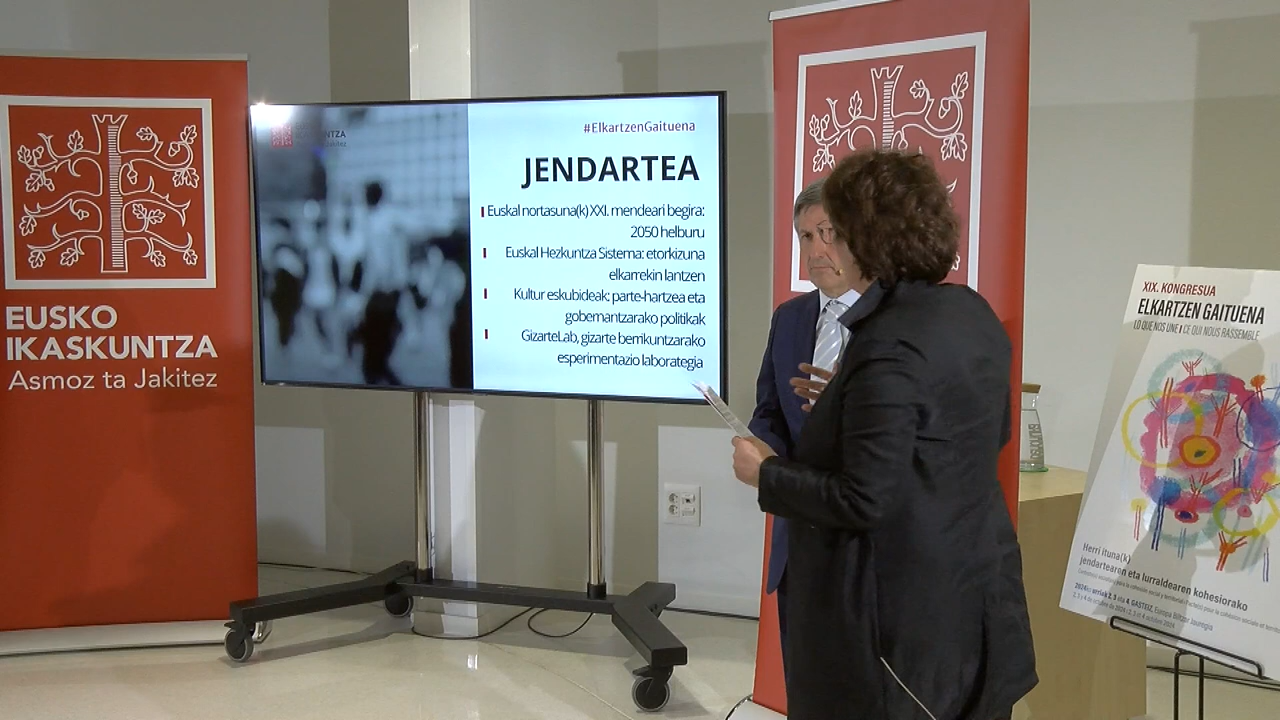 EUSKO
IKASKUNTZA
Asmoz ta Jakitez
#ElkartzenGaituena
JENDARTEA
Euskal nortasuna(k) XXI. mendeari begira:
2050 helburu
Euskal Hezkuntza Sistema: etorkizuna
elkarrekin lantzen
Kultur eskubideak: parte-hartzea eta
gobernantzarako politikak
GizarteLab, gizarte berrikuntzarako
esperimentazio laborategia
XIX. KONGRESUA
ELKARTZEN GAITUENA
LO QUE NOS UNE I CE QUI NOUS RASSEMBLE
Herri ituna(k)
jendartearen eta lurraldearen kohesiorako